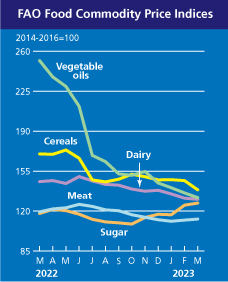 FAO Food Commodity Price Indices
2014-2016=100
260
Vegetable
oils
225
190
Cereals
Dairy
155
Meat
120
Sugar
85
M A M J J A S O N D J F M
2022 2023